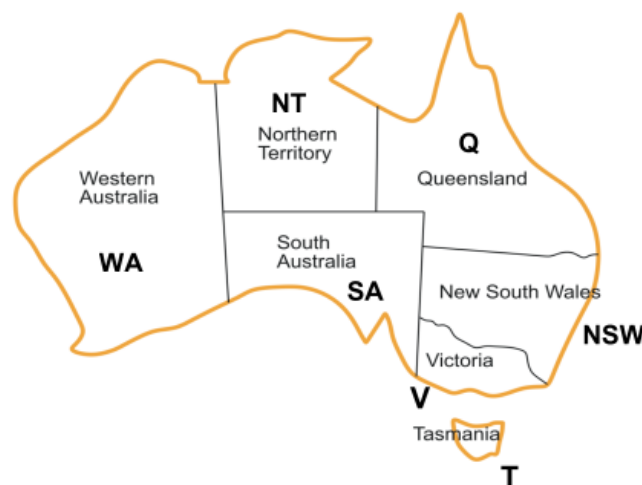 NT
Northern
Territory
Q
Queensland
Western
Australia
WA
South
Australia
SA
New South Wales
NSW
Victoria
V
Tasmania
T